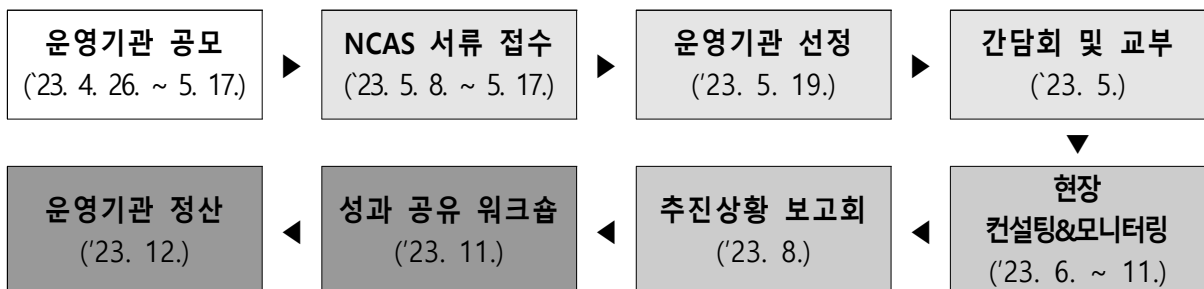 운영기관 공모
(`23. 4. 26. ~ 5. 17.)
▶
NCAS 서류 접수
(`23. 5. 8. ~ 5. 17.)
▶
운영기관 선정
('23. 5. 19.)
▶
간담회 및 교부
(`23. 5.)
▼
현장
컨설팅&모니터링
('23. 6. ~ 11.)
◀
추진상황 보고회
('23. 8.)
◀
성과 공유 워크숍
('23. 11.)
◀
운영기관 정산
('23. 12.)